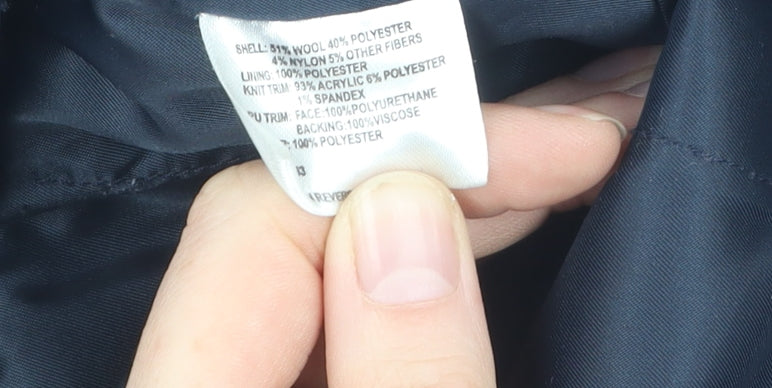 SHELL: 51% WOOL 40% POLYESTER
4% NYLON 5% OTHER FIBERS
LINING: 100% POLYESTER
KNIT TRIM: 93% ACRYLIC 6% POLYESTER
1% SPANDEX
PU TRIM: FACE:100%POLYURETHANE
BACKING:100%VISCOSE
100% POLYESTER